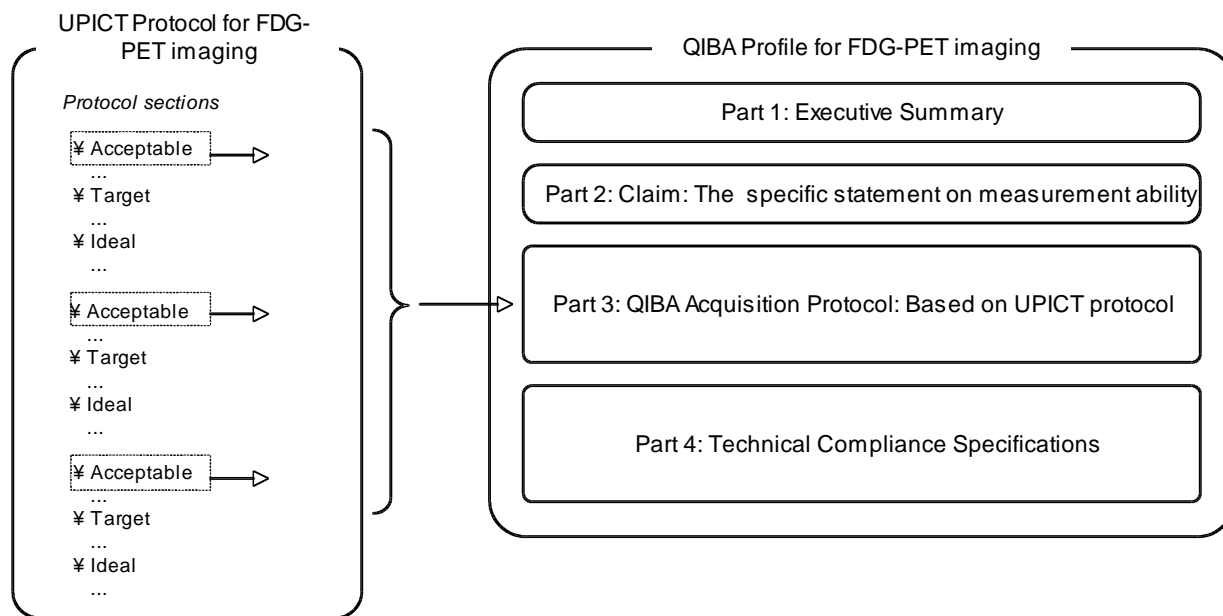 UPICT Protocol for FDG-
PET imaging
Protocol sections
¥ Acceptable
...
¥ Target
...
¥ Ideal
...
¥ Acceptable
...
¥ Target
...
¥ Ideal
...
¥ Acceptable
...
¥ Target
...
¥ Ideal
...
QIBA Profile for FDG-PET imaging
Part 1: Executive Summary
Part 2: Claim: The specific statement on measurement ability
Part 3: QIBA Acquisition Protocol: Based on UPICT protocol
Part 4: Technical Compliance Specifications